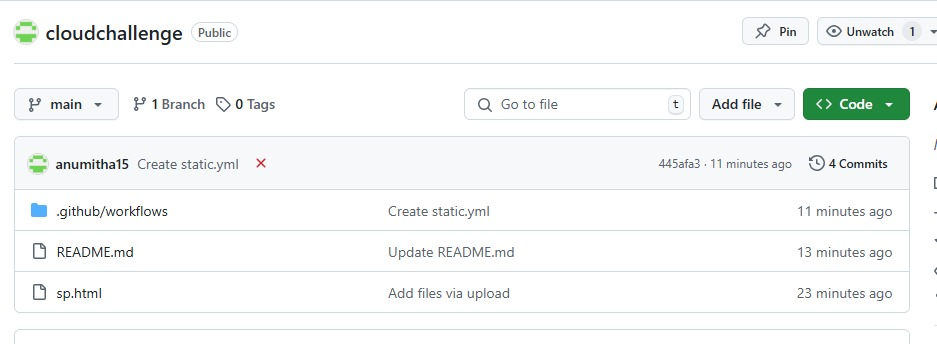 cloudchallenge Public Pin Unwatch 1
main 1 Branch 0 Tags Go to file t Add file Code
anumitha15 Create static.yml 445afa3 · 11 minutes ago 4 Commits
.github/workflows Create static.yml 11 minutes ago
README.md Update README.md 13 minutes ago
sp.html Add files via upload 23 minutes ago